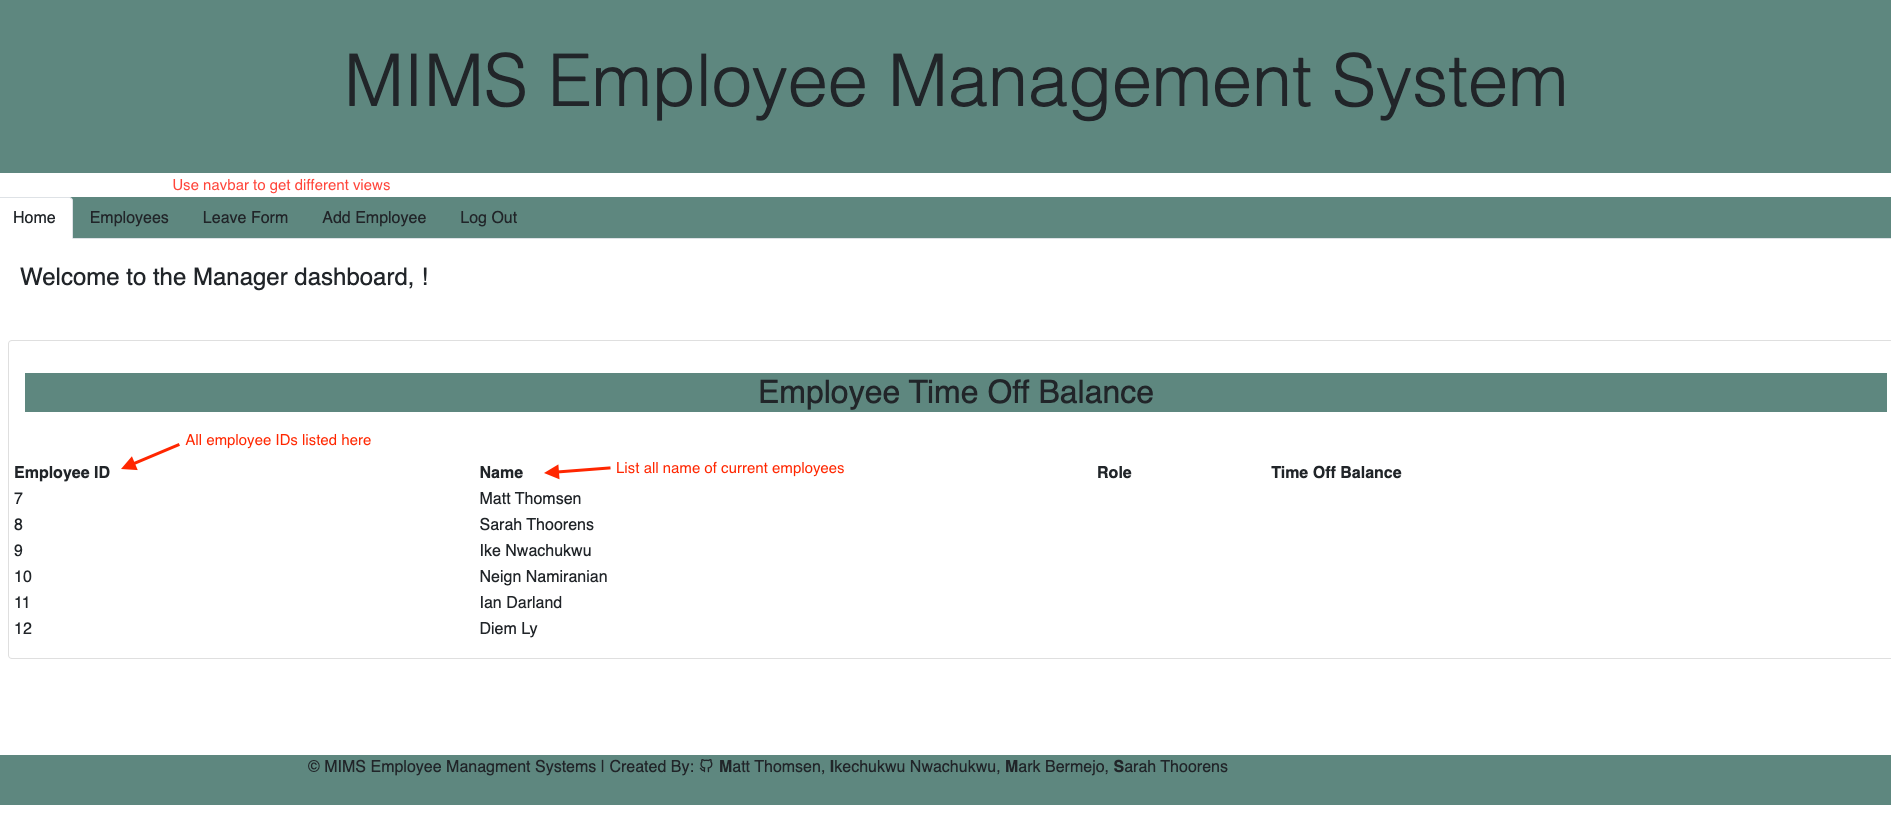 MIMS Employee Management System
Use navbar to get different views
Home Employees Leave Form Add Employee Log Out
Welcome to the Manager dashboard, !
Employee Time Off Balance
All employee IDs listed here
List all name of current employees
Employee ID Name Role Time Off Balance
7 Matt Thomsen
8 Sarah Thoorens
9 Ike Nwachukwu
10 Neign Namiranian
11 Ian Darland
12 Diem Ly
© MIMS Employee Managment Systems | Created By: Matt Thomsen, Ikechukwu Nwachukwu, Mark Bermejo, Sarah Thoorens